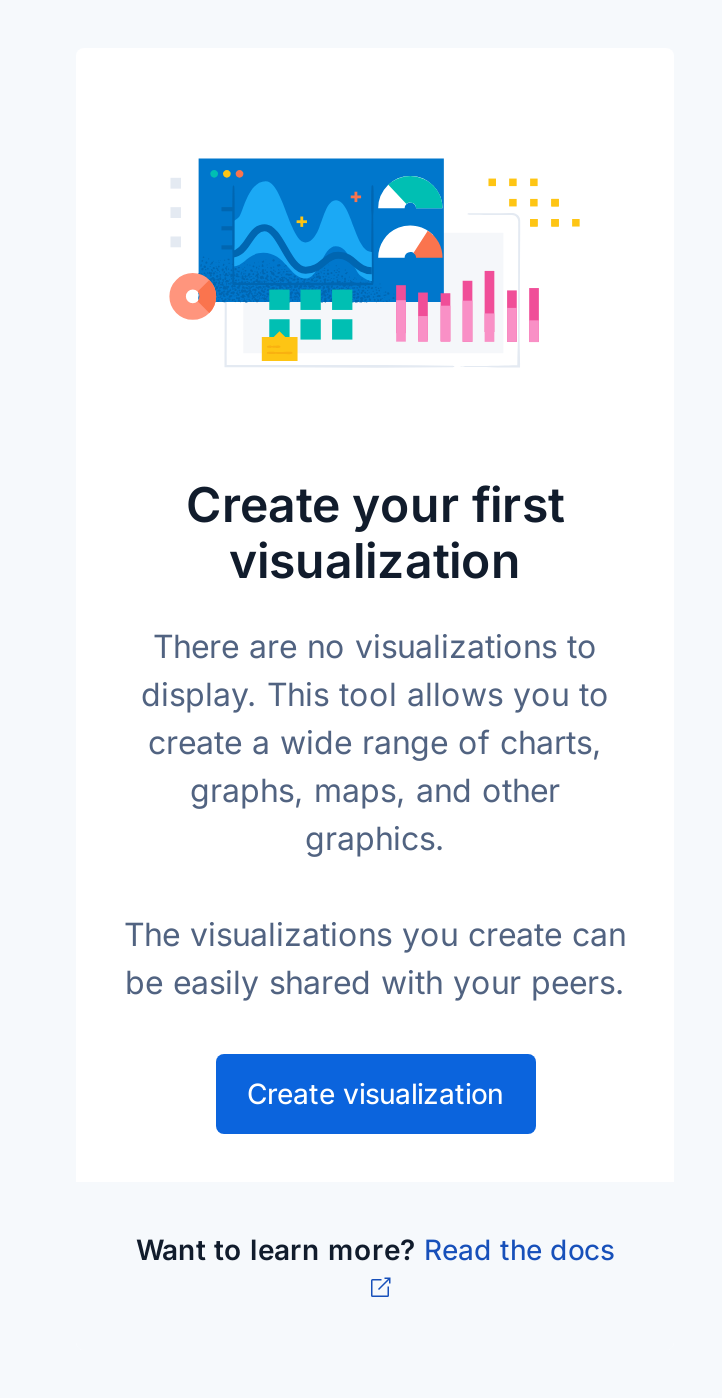 Create your first
visualization
There are no visualizations to
display. This tool allows you to
create a wide range of charts,
graphs, maps, and other
graphics.
The visualizations you create can
be easily shared with your peers.
Create visualization
Want to learn more? Read the docs